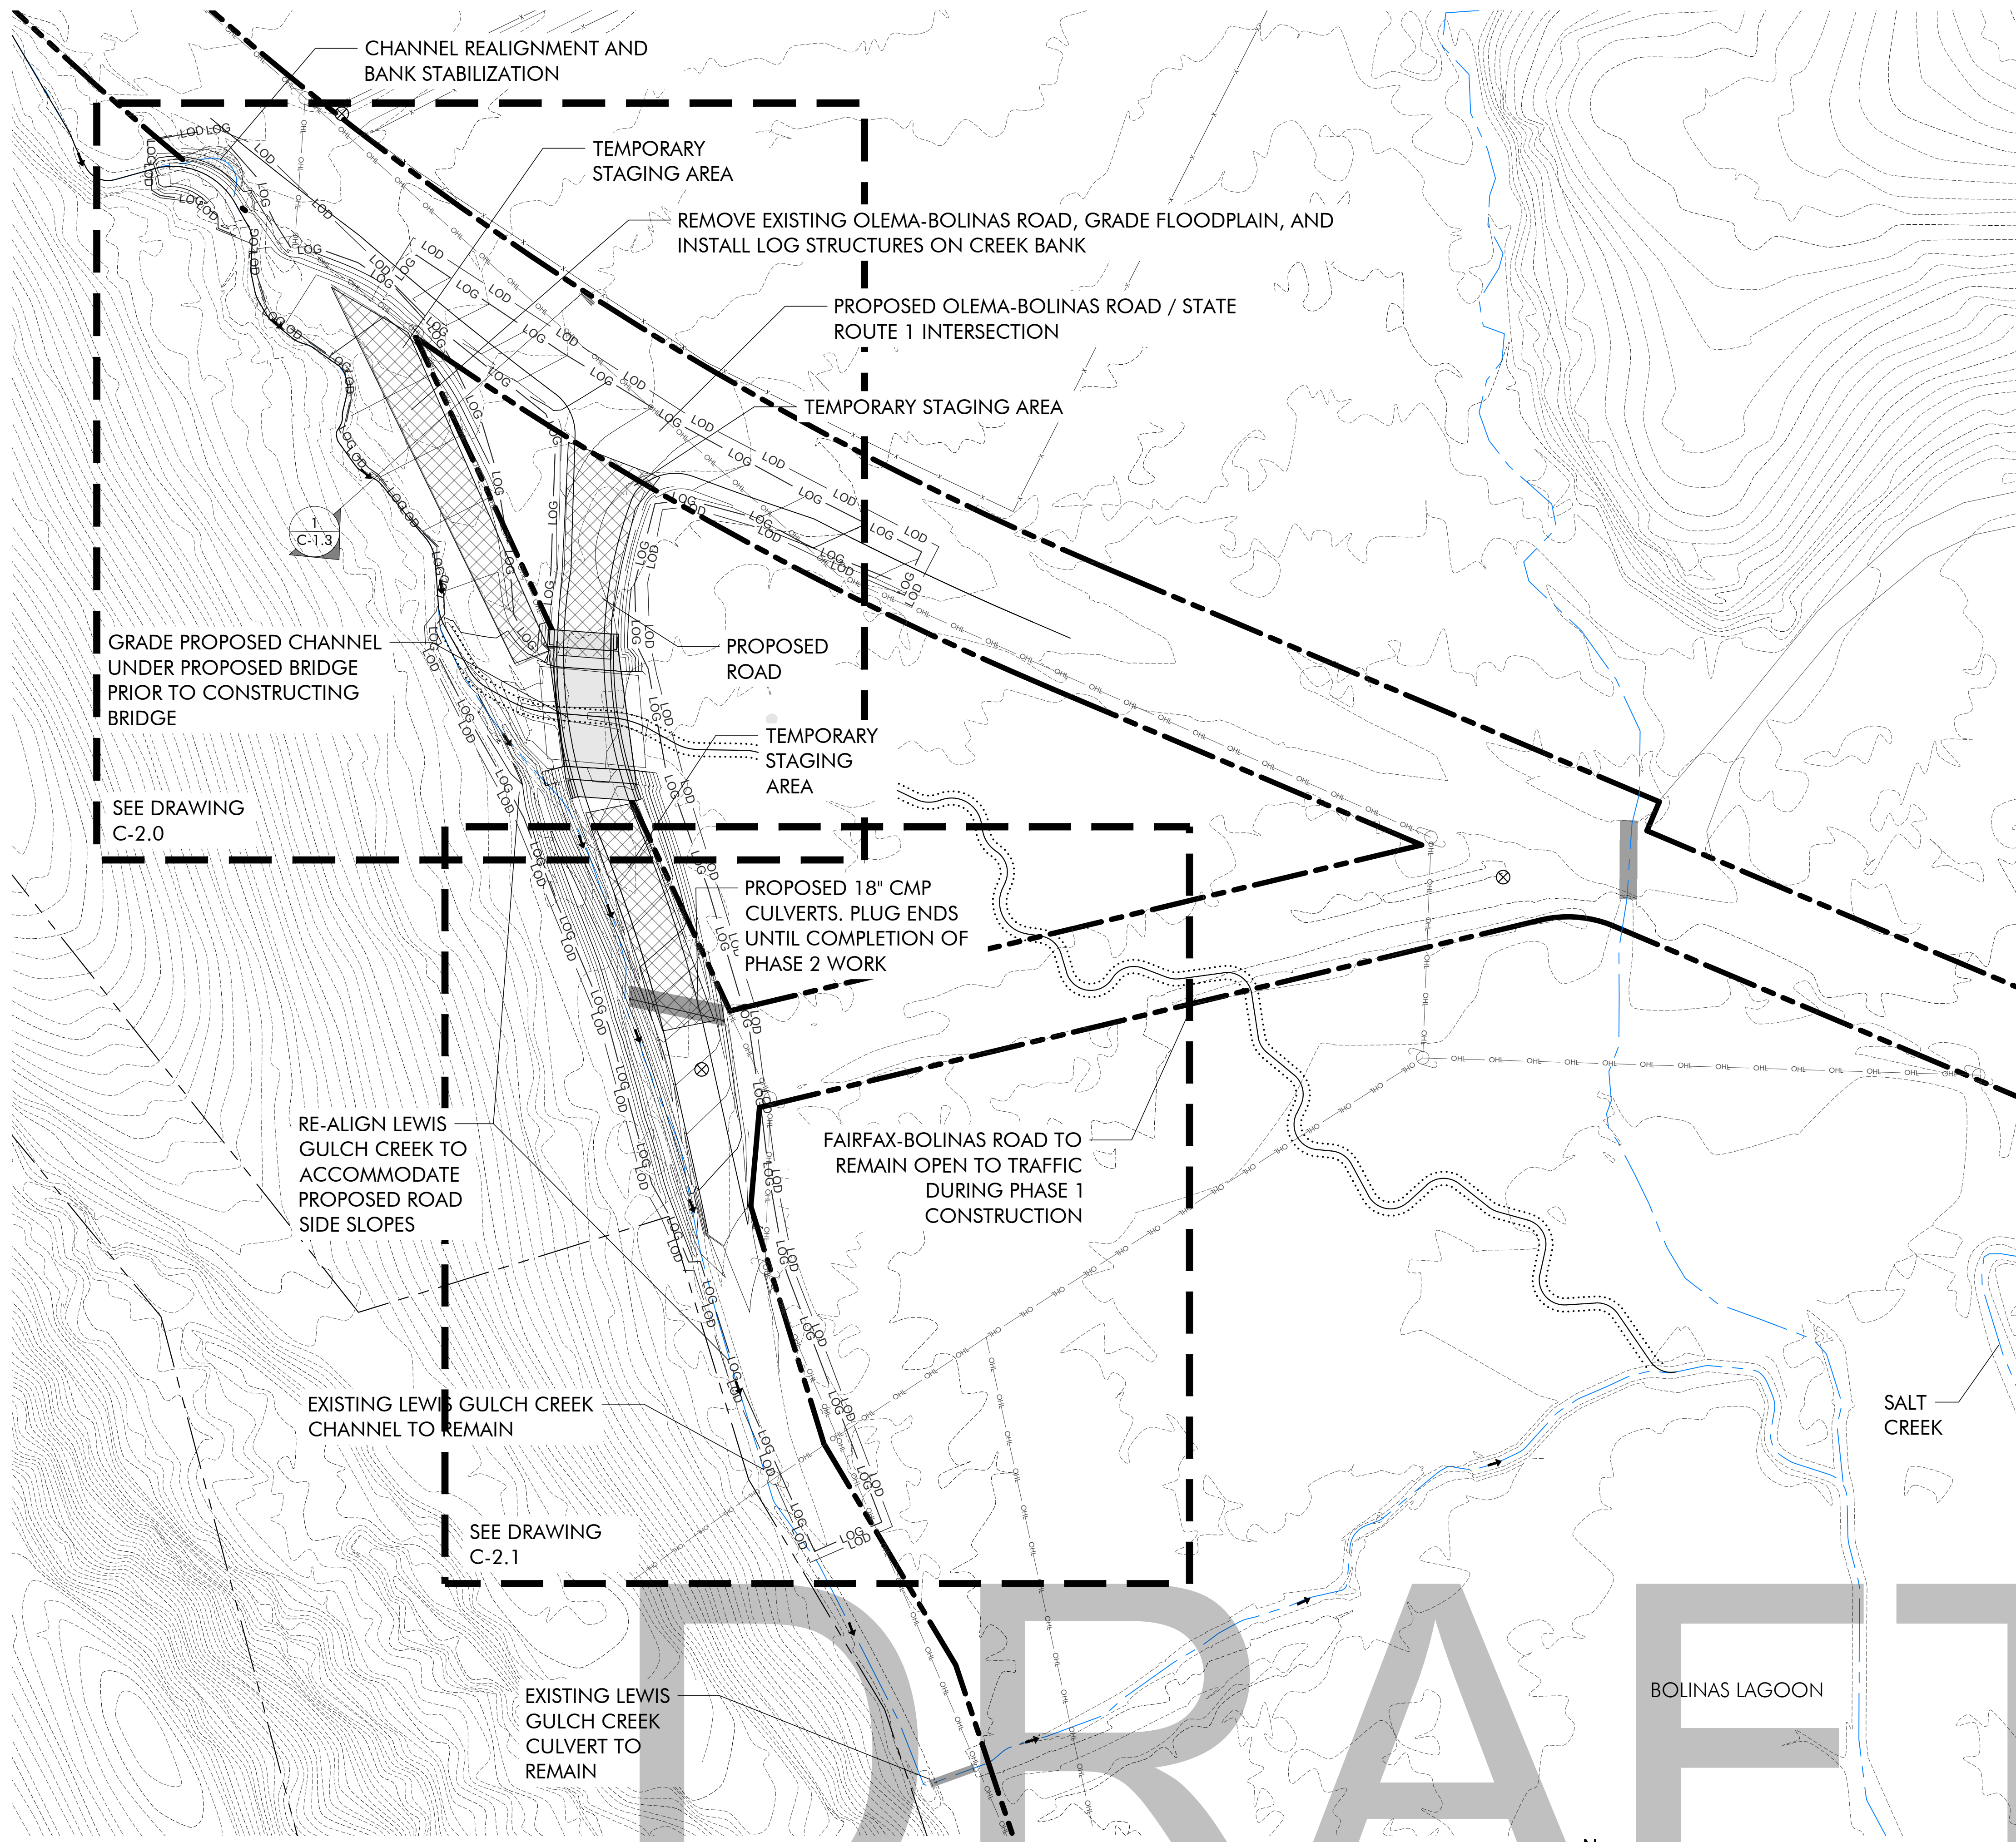 CHANNEL REALIGNMENT AND
BANK STABILIZATION
TEMPORARY
STAGING AREA
REMOVE EXISTING OLEMA-BOLINAS ROAD, GRADE FLOODPLAIN, AND
INSTALL LOG STRUCTURES ON CREEK BANK
PROPOSED OLEMA-BOLINAS ROAD / STATE
ROUTE 1 INTERSECTION
TEMPORARY STAGING AREA
1
C-1.3
GRADE PROPOSED CHANNEL
UNDER PROPOSED BRIDGE
PRIOR TO CONSTRUCTING
BRIDGE
PROPOSED
ROAD
TEMPORARY
STAGING
AREA
SEE DRAWING
C-2.0
PROPOSED 18" CMP
CULVERTS. PLUG ENDS
UNTIL COMPLETION OF
PHASE 2 WORK
RE-ALIGN LEWIS
GULCH CREEK TO
ACCOMMODATE
PROPOSED ROAD
SIDE SLOPES
FAIRFAX-BOLINAS ROAD TO
REMAIN OPEN TO TRAFFIC
DURING PHASE 1
CONSTRUCTION
EXISTING LEWIS GULCH CREEK
CHANNEL TO REMAIN
SALT
CREEK
SEE DRAWING
C-2.1
EXISTING LEWIS
GULCH CREEK
CULVERT TO
REMAIN
BOLINAS LAGOON
DRAFT
LOG
LOD
OHL